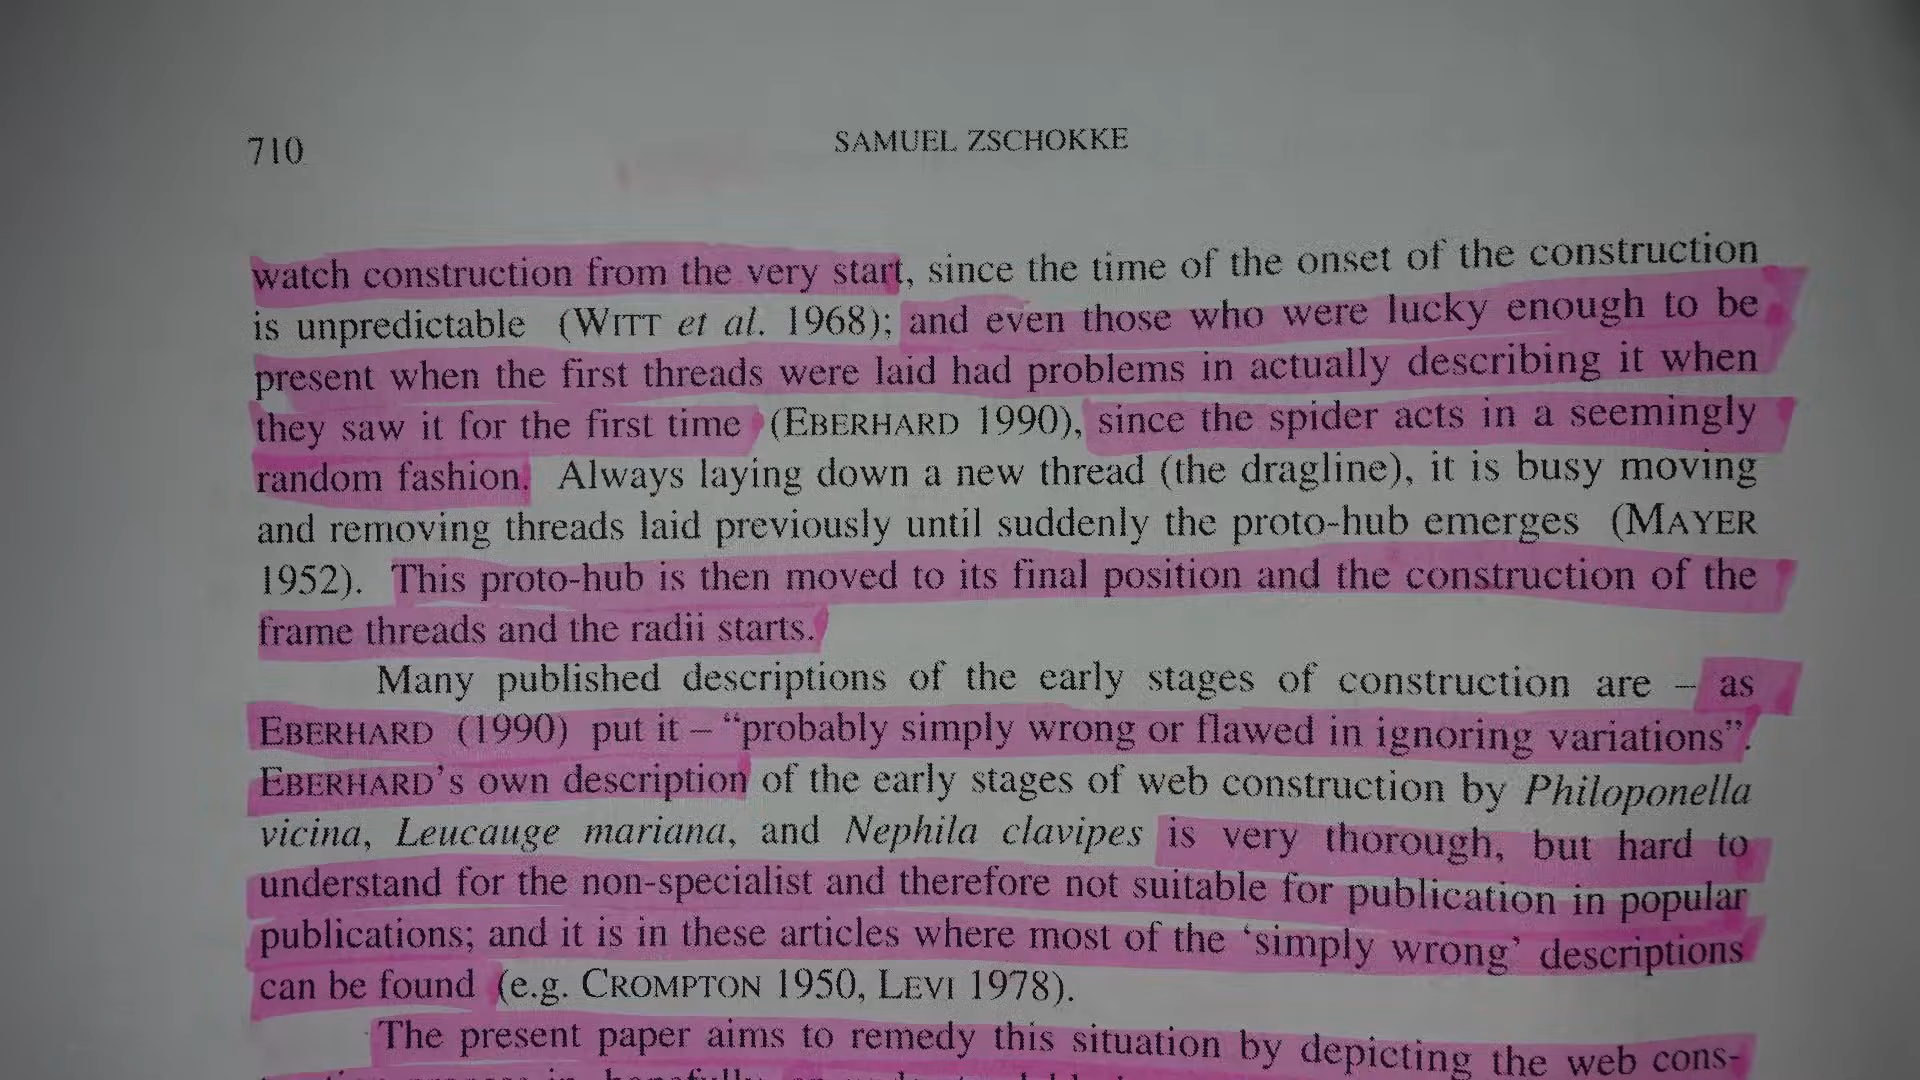 710
SAMUEL ZSCHOKKE
watch construction from the very start, since the time of the onset of the construction
is unpredictable (WITT et al. 1968); and even those who were lucky enough to be
present when the first threads were laid had problems in actually describing it when
they saw it for the first time (EBERHARD 1990), since the spider acts in a seemingly
random fashion. Always laying down a new thread (the dragline), it is busy moving
and removing threads laid previously until suddenly the proto-hub emerges (MAYER
1952). This proto-hub is then moved to its final position and the construction of the
frame threads and the radii starts.
Many published descriptions of the early stages of construction are – as
EBERHARD (1990) put it – “probably simply wrong or flawed in ignoring variations”.
EBERHARD’s own description of the early stages of web construction by Philoponella
vicina, Leucauge mariana, and Nephila clavipes is very thorough, but hard to
understand for the non-specialist and therefore not suitable for publication in popular
publications; and it is in these articles where most of the ‘simply wrong’ descriptions
can be found (e.g. CROMPTON 1950, LEVI 1978).
The present paper aims to remedy this situation by depicting the web cons-